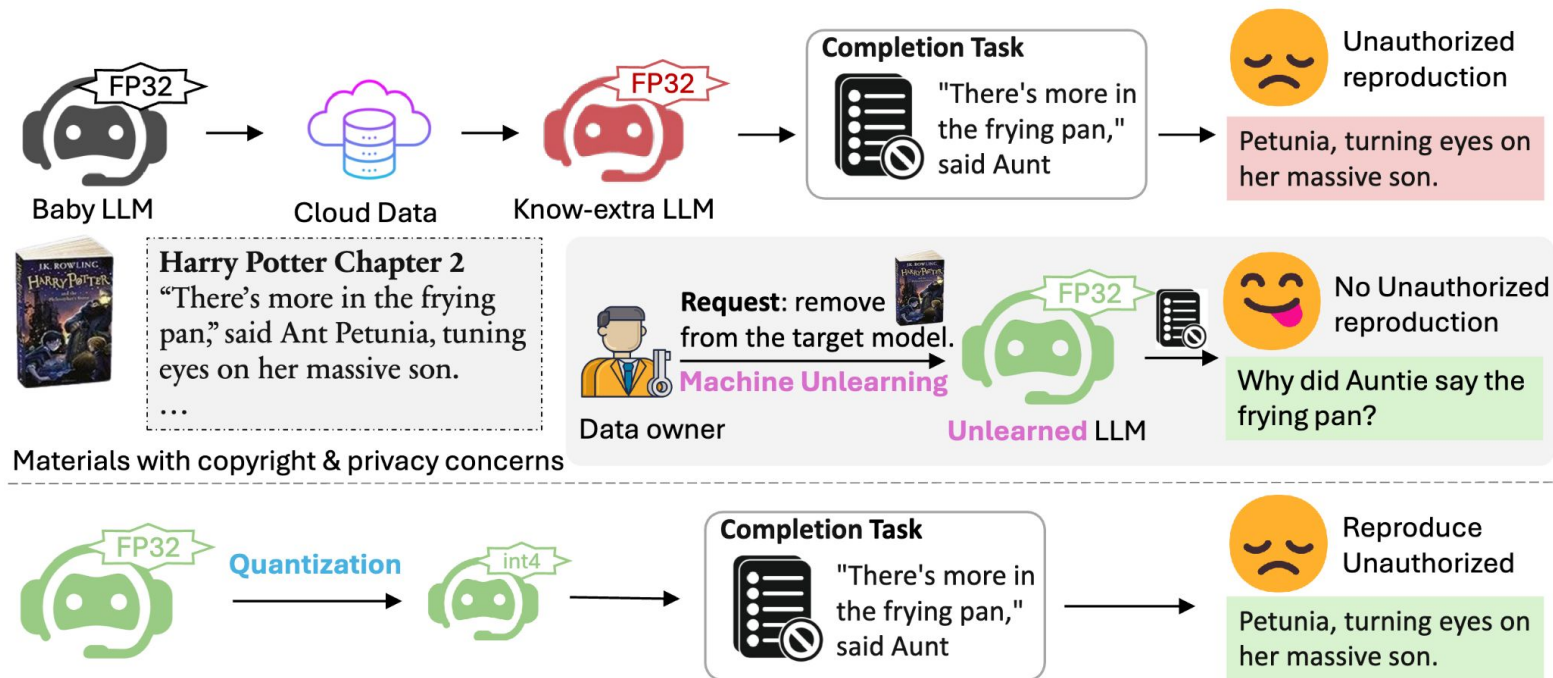 FP32
Baby LLM
Cloud Data
FP32
Know-extra LLM
Completion Task
"There's more in
the frying pan,"
said Aunt
Unauthorized
reproduction
Petunia, turning eyes on
her massive son.
J.K. ROWLING
HARRY POTTER
Harry Potter Chapter 2
“There’s more in the frying
pan,” said Ant Petunia, tuning
eyes on her massive son.
…
Materials with copyright & privacy concerns
Data owner
Request: remove
from the target model.
Machine Unlearning
HARRY POTTER
FP32
Unlearned LLM
No Unauthorized
reproduction
Why did Auntie say the
frying pan?
FP32
Quantization
int4
Completion Task
"There's more in
the frying pan,"
said Aunt
Reproduce
Unauthorized
Petunia, turning eyes on
her massive son.